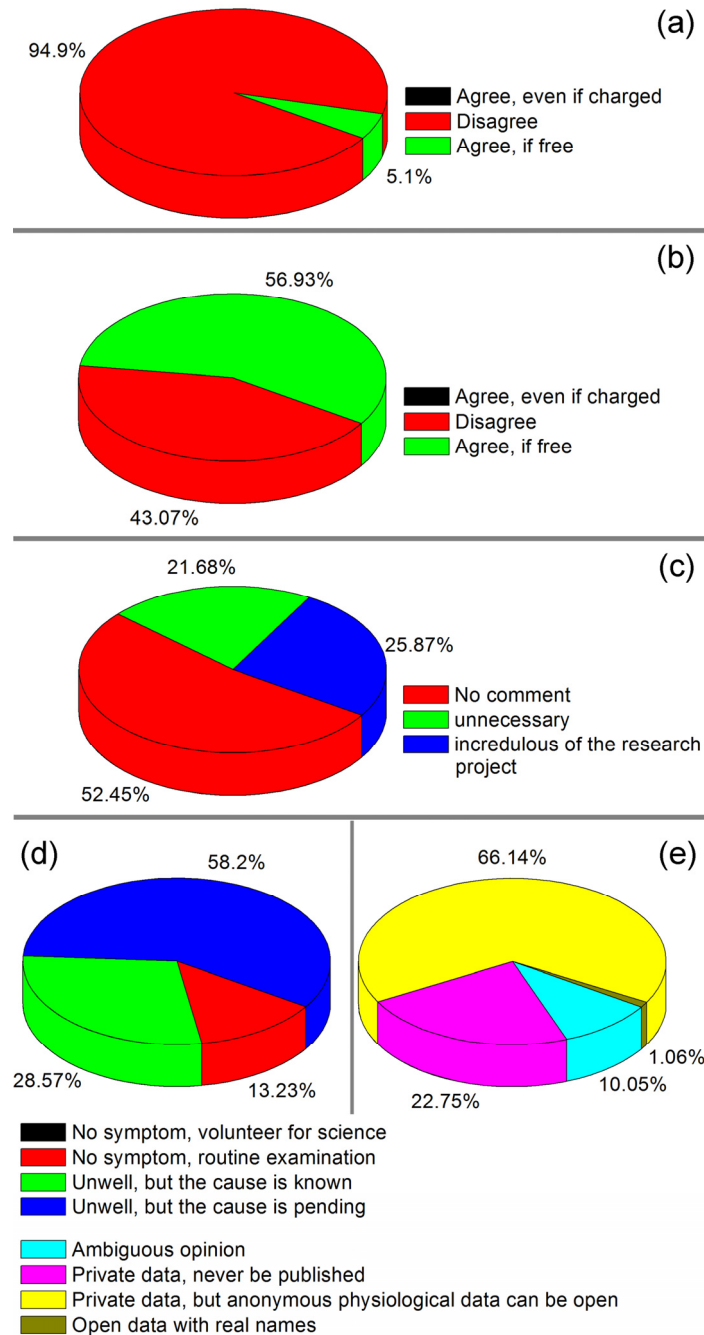 (a)
94.9%
Agree, even if charged
Disagree
Agree, if free
5.1%
(b)
56.93%
Agree, even if charged
Disagree
Agree, if free
43.07%
(c)
21.68%
25.87%
No comment
unnecessary
incredulous of the research
project
52.45%
(d)
58.2%
28.57%
13.23%
(e)
66.14%
1.06%
10.05%
22.75%
No symptom, volunteer for science
No symptom, routine examination
Unwell, but the cause is known
Unwell, but the cause is pending
Ambiguous opinion
Private data, never be published
Private data, but anonymous physiological data can be open
Open data with real names